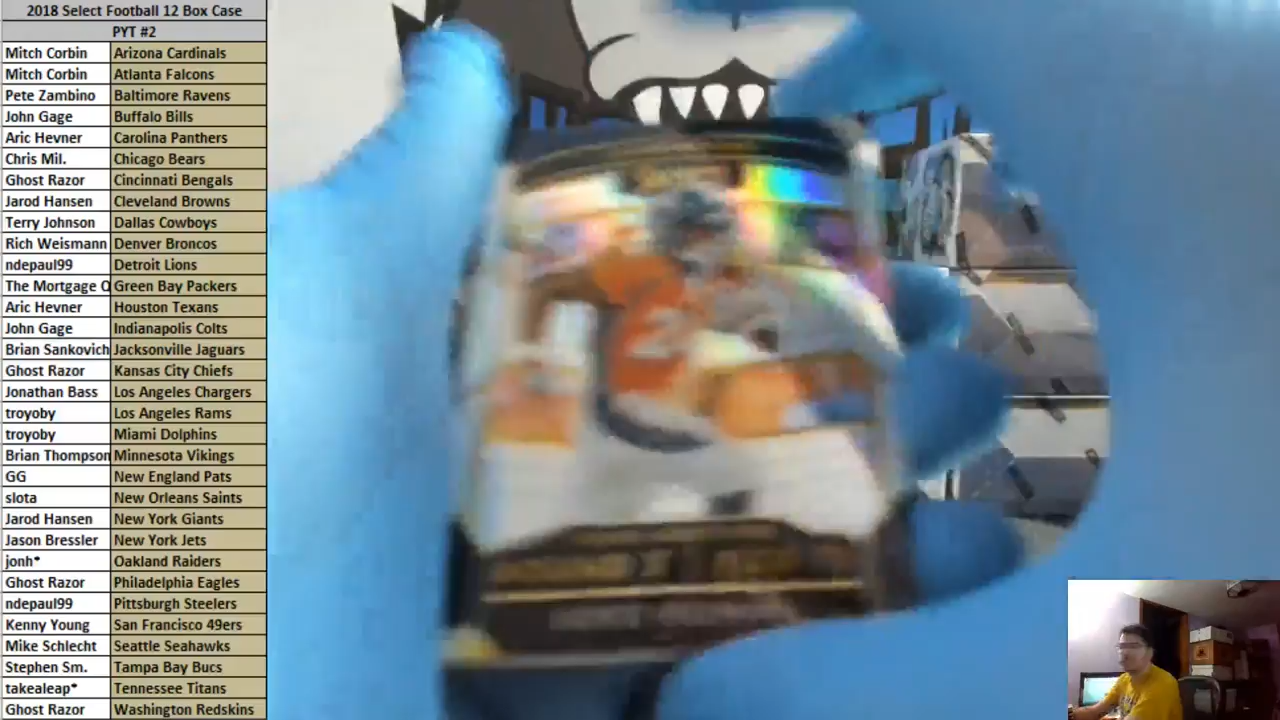 2018 Select Football 12 Box Case
PYT #2
Mitch Corbin Arizona Cardinals
Mitch Corbin Atlanta Falcons
Pete Zambino Baltimore Ravens
John Gage Buffalo Bills
Aric Hevner Carolina Panthers
Chris Mil. Chicago Bears
Ghost Razor Cincinnati Bengals
Jarod Hansen Cleveland Browns
Terry Johnson Dallas Cowboys
Rich Weismann Denver Broncos
ndepaul99 Detroit Lions
The Mortgage Green Bay Packers
Aric Hevner Houston Texans
John Gage Indianapolis Colts
Brian Sankovich Jacksonville Jaguars
Ghost Razor Kansas City Chiefs
Jonathan Bass Los Angeles Chargers
troyoby Los Angeles Rams
troyoby Miami Dolphins
Brian Thompson Minnesota Vikings
GG New England Pats
slota New Orleans Saints
Jarod Hansen New York Giants
Jason Bressler New York Jets
jonh* Oakland Raiders
Ghost Razor Philadelphia Eagles
ndepaul99 Pittsburgh Steelers
Kenny Young San Francisco 49ers
Mike Schlecht Seattle Seahawks
Stephen Sm. Tampa Bay Bucs
takealeap* Tennessee Titans
Ghost Razor Washington Redskins